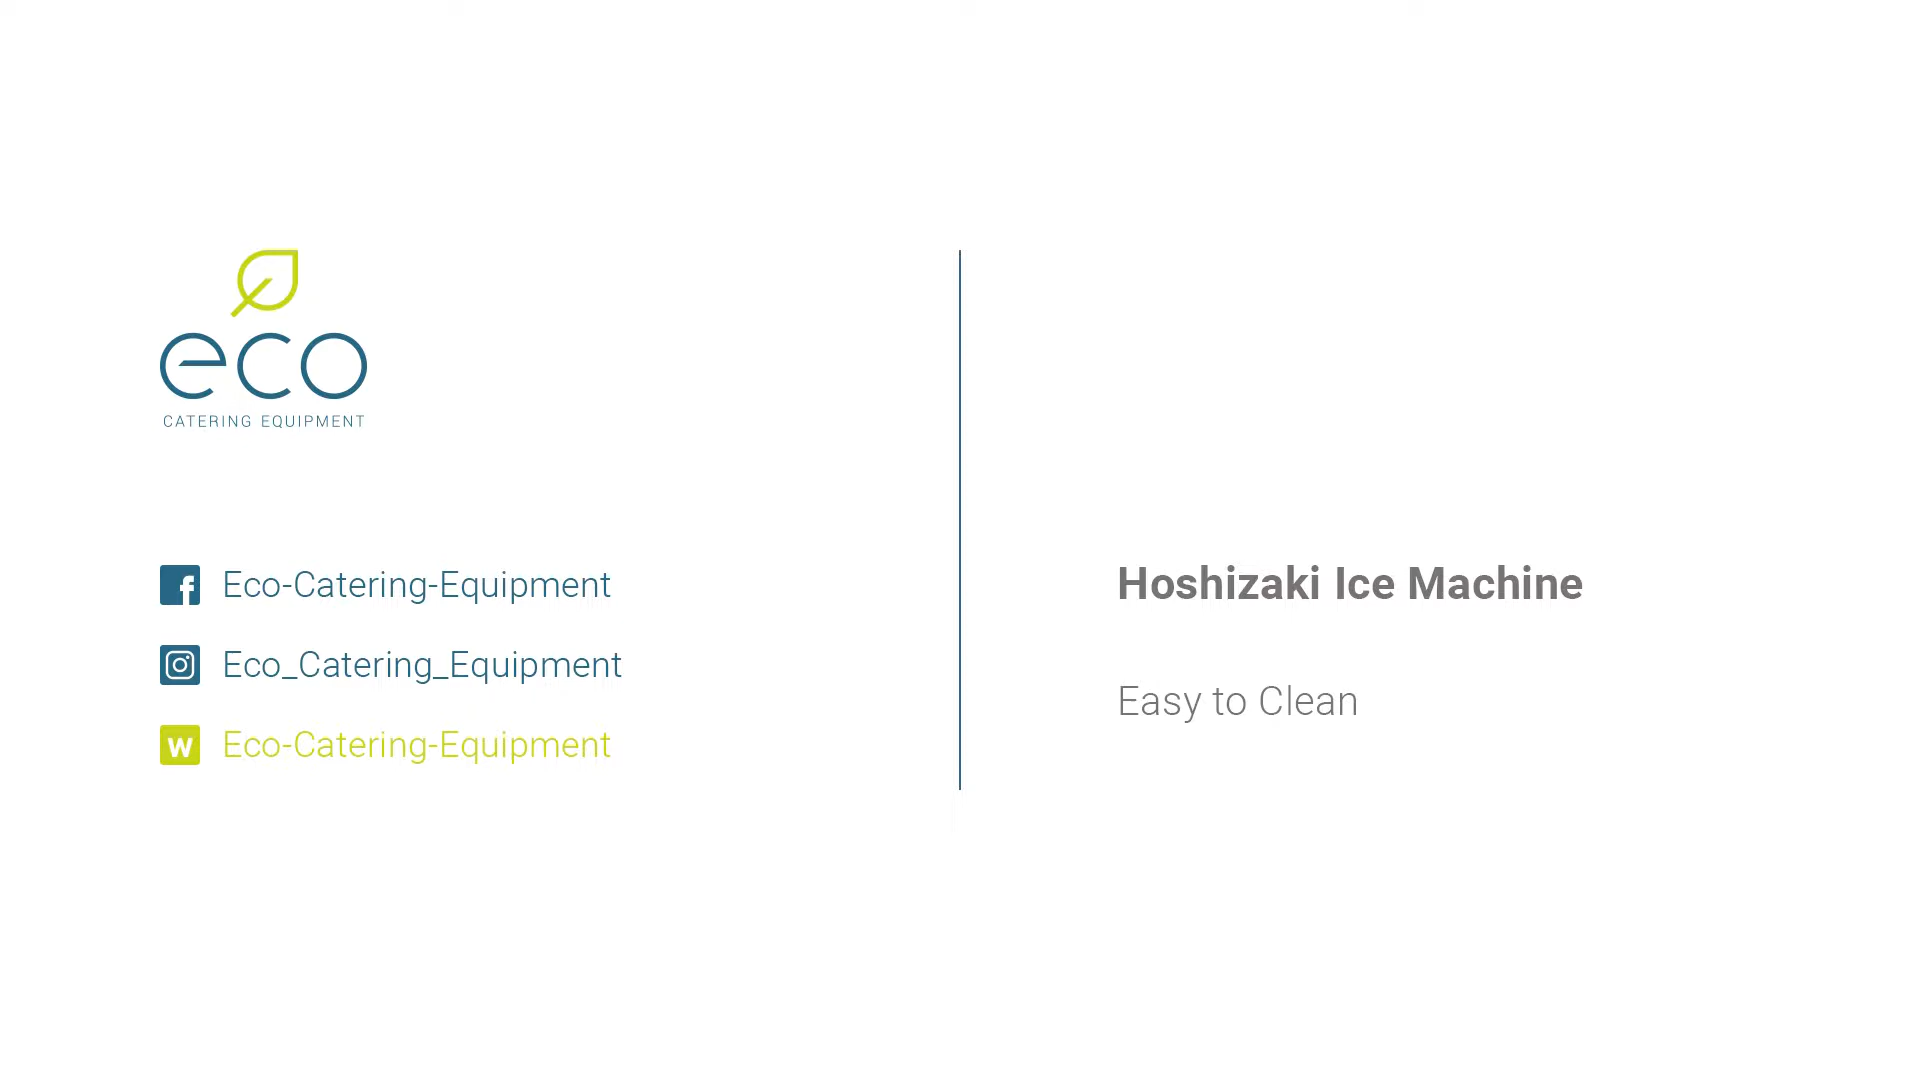 eco
CATERING EQUIPMENT
Eco-Catering-Equipment
Eco_Catering_Equipment
W Eco-Catering-Equipment
Hoshizaki Ice Machine
Easy to Clean